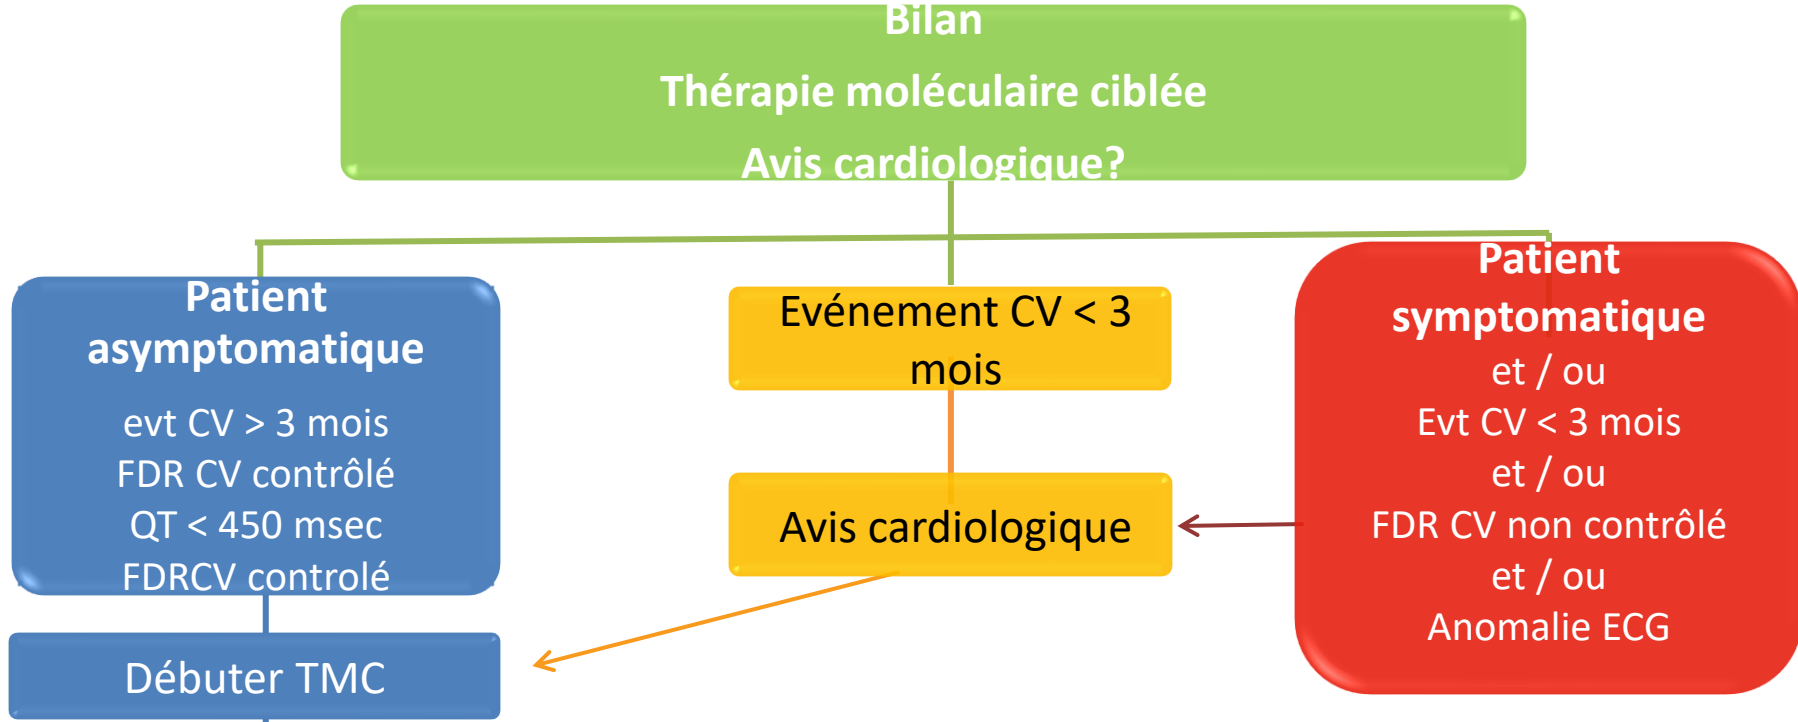 Bilan
Thérapie moléculaire ciblée
Avis cardiologique?
Patient
asymptomatique
evt CV > 3 mois
FDR CV contrôlé
QT < 450 msec
FDRCV controlé
Débuter TMC
Evénement CV < 3
mois
Avis cardiologique
Patient
symptomatique
et / ou
Evt CV < 3 mois
et / ou
FDR CV non contrôlé
et / ou
Anomalie ECG